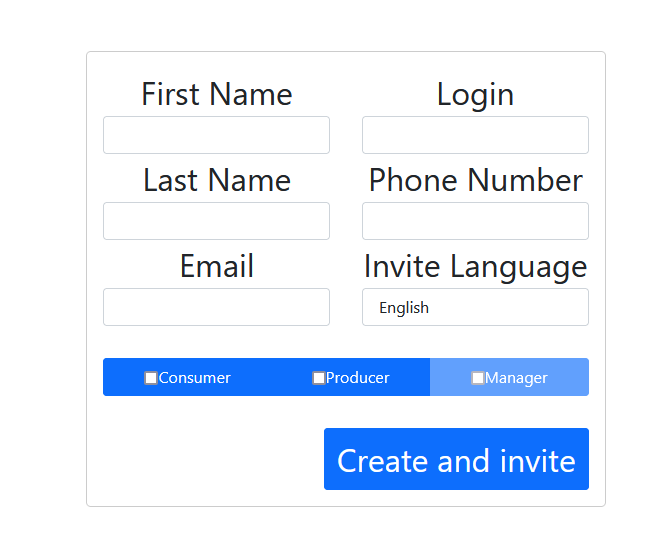 First Name
Login
Last Name
Phone Number
Email
Invite Language
English
Consumer
Producer
Manager
Create and invite